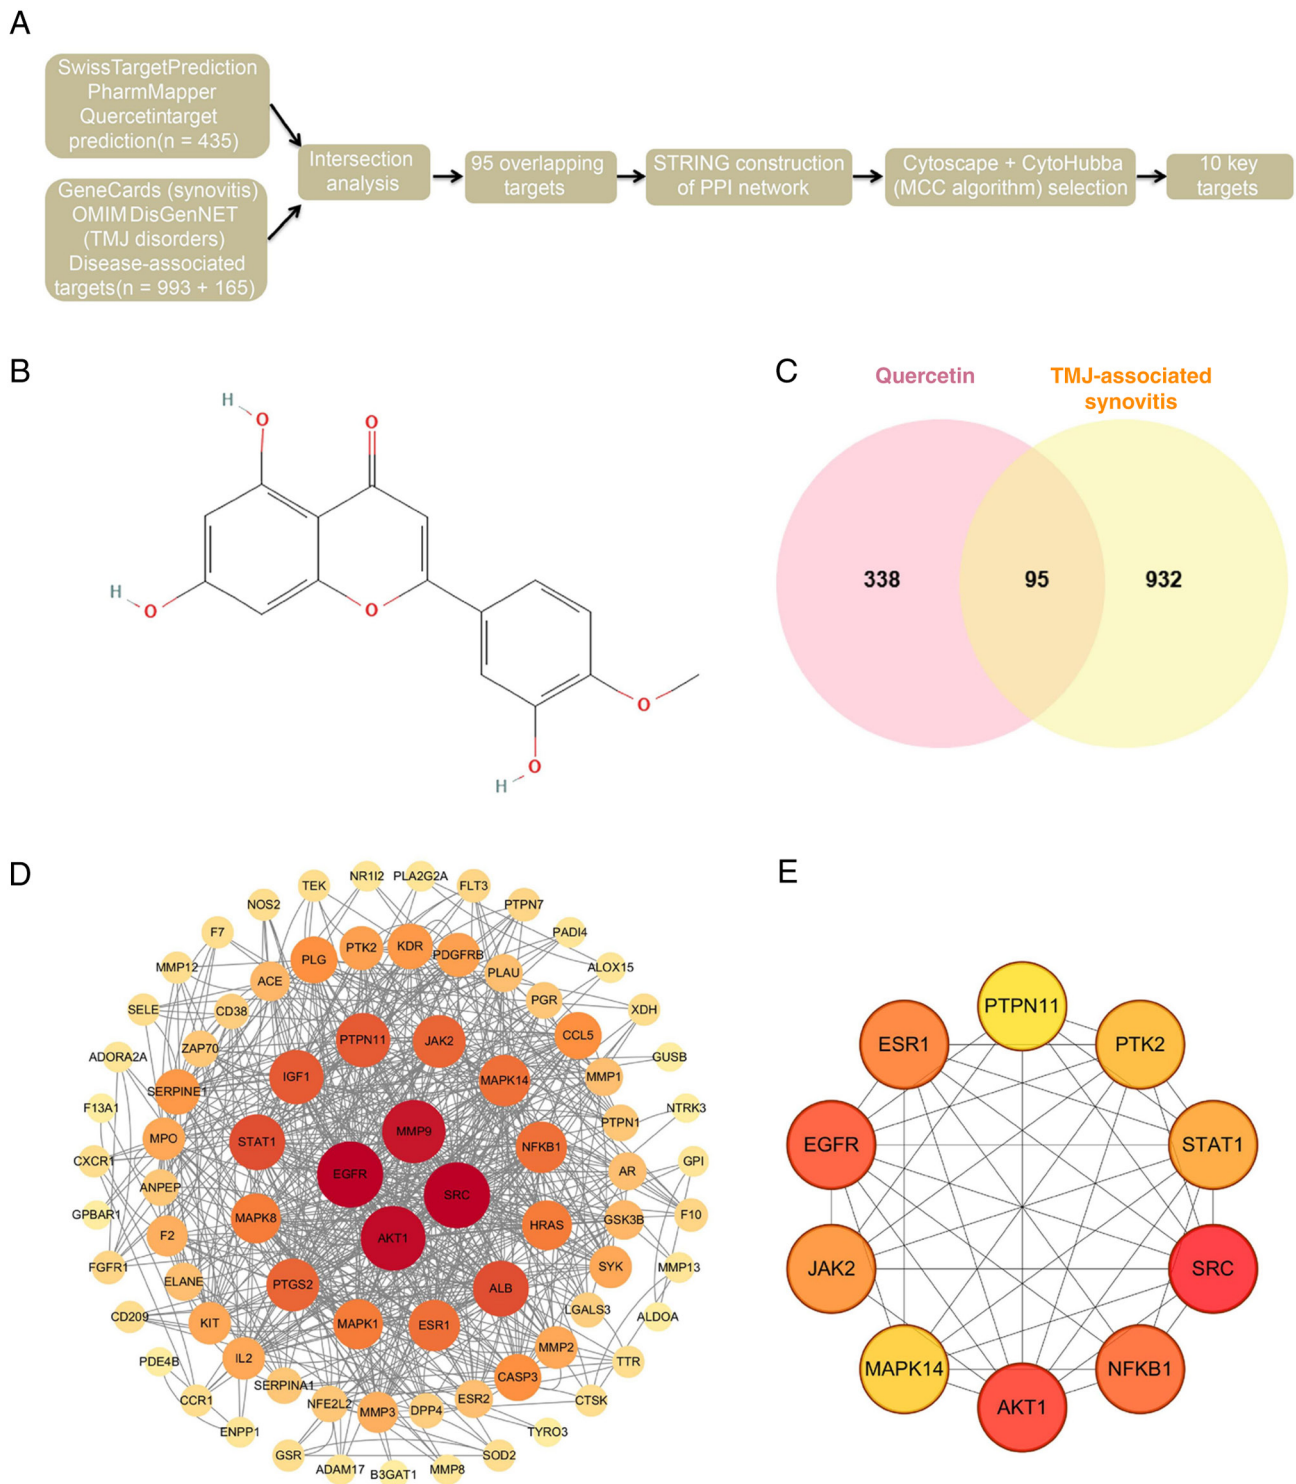 A
SwissTargetPrediction
PharmMapper
Quercetintarget
prediction(n = 435)
GeneCards (synovitis)
OMIM DisGenNET
(TMJ disorders)
Disease-associated
targets(n = 993 + 165)
Intersection
analysis
95 overlapping
targets
STRING construction
of PPI network
Cytoscape + CytoHubba
(MCC algorithm) selection
10 key
targets
B
H
O
O
H
O
O
O
O
H
C
Quercetin
TMJ-associated
synovitis
338
95
932
D
NR1I2
PLA2G2A
TEK
FLT3
NOS2
PTPN7
F7
PADI4
PTK2
KDR
PDGFRB
PLG
MMP12
ALOX15
ACE
PLAU
SELE
CD38
PGR
XDH
ZAP70
PTPN11
JAK2
CCL5
ADORA2A
GUSB
SERPINE1
IGF1
MAPK14
MMP1
F13A1
NTRK3
MPO
STAT1
MMP9
NFKB1
PTPN1
CXCR1
GPI
ANPEP
EGFR
SRC
AR
GPBAR1
F10
F2
MAPK8
AKT1
HRAS
GSK3B
FGFR1
ELANE
PTGS2
ALB
SYK
MMP13
CD209
KIT
MAPK1
ESR1
LGALS3
ALDOA
PDE4B
IL2
MMP2
TTR
CCR1
SERPINA1
CASP3
CTSK
ENPP1
NFE2L2
MMP3
DPP4
ESR2
TYRO3
GSR
ADAM17
B3GAT1
MMP8
SOD2
E
PTPN11
ESR1
PTK2
EGFR
STAT1
JAK2
SRC
MAPK14
NFKB1
AKT1